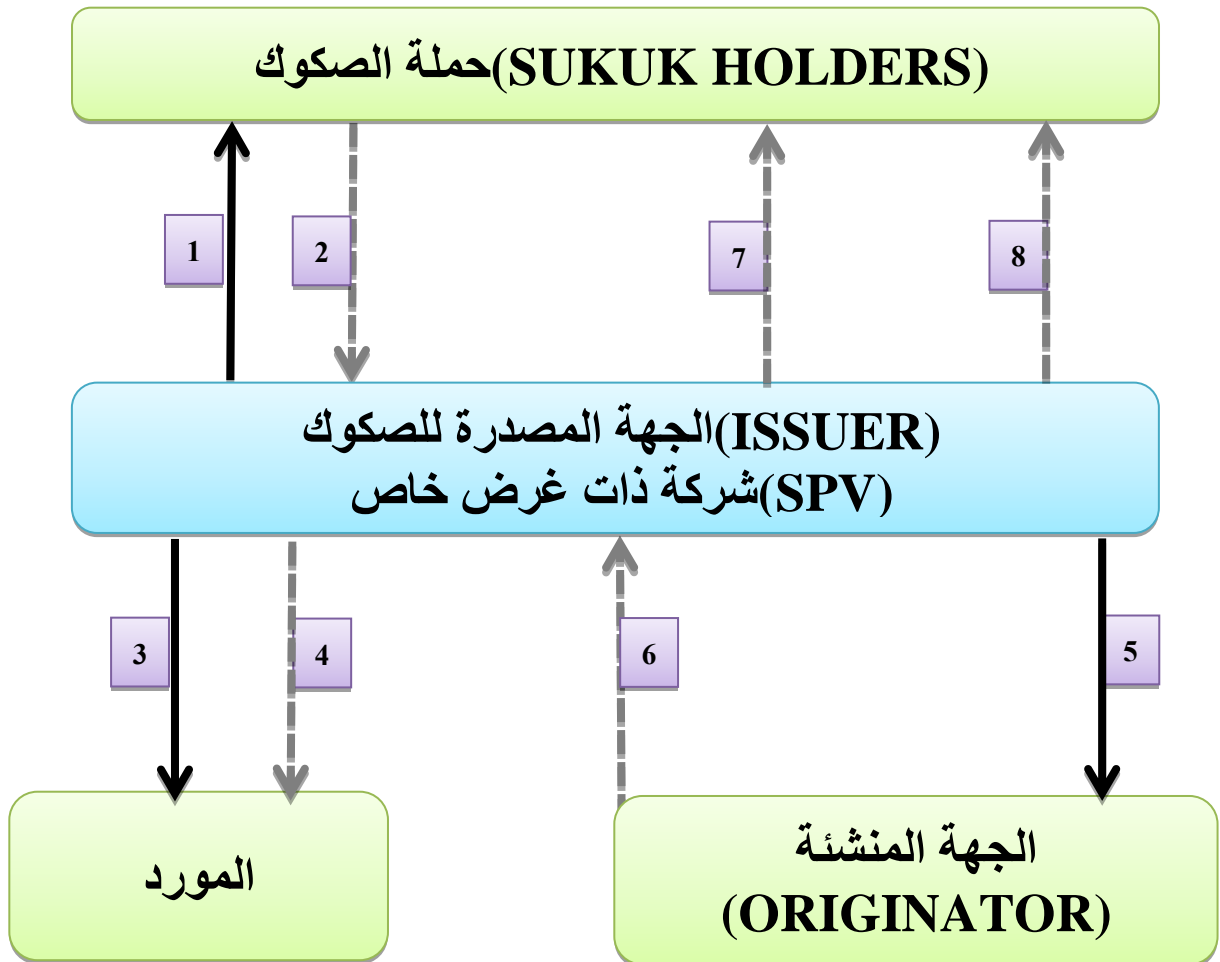 حملة الصكوك(SUKUK HOLDERS)
1
2
7
8
الجهة المصدرة للصكوك(ISSUER)
شركة ذات غرض خاص(SPV)
3
4
6
5
المورد
الجهة المنشئة
(ORIGINATOR)